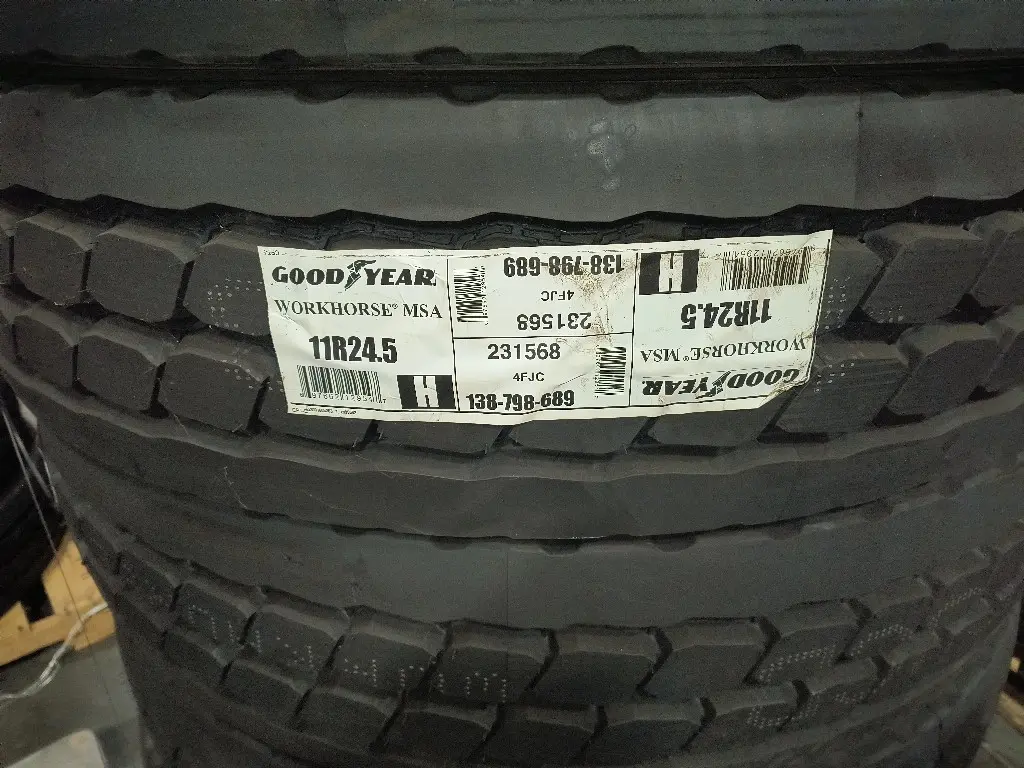 GOODYEAR
WORKHORSE® MSA
11R24.5
H
138-798-689
4FJC
231568
231568
4FJC
138-798-689
H
11R24.5
WORKHORSE® MSA
GOODYEAR